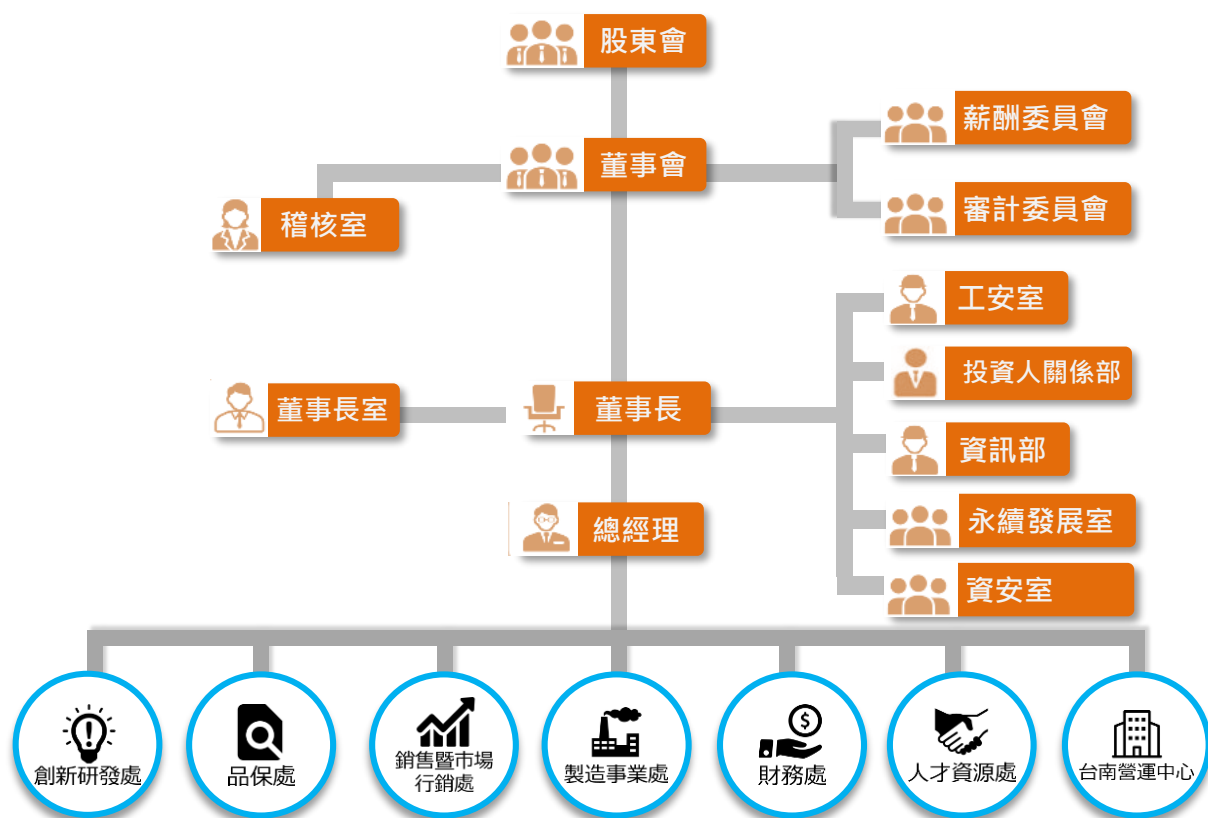 股東會
薪酬委員會
董事會
審計委員會
稽核室
工安室
投資人關係部
董事長室
董事長
資訊部
總經理
永續發展室
資安室
創新研發處
品保處
銷售暨市場
行銷處
製造事業處
財務處
人才資源處
台南營運中心